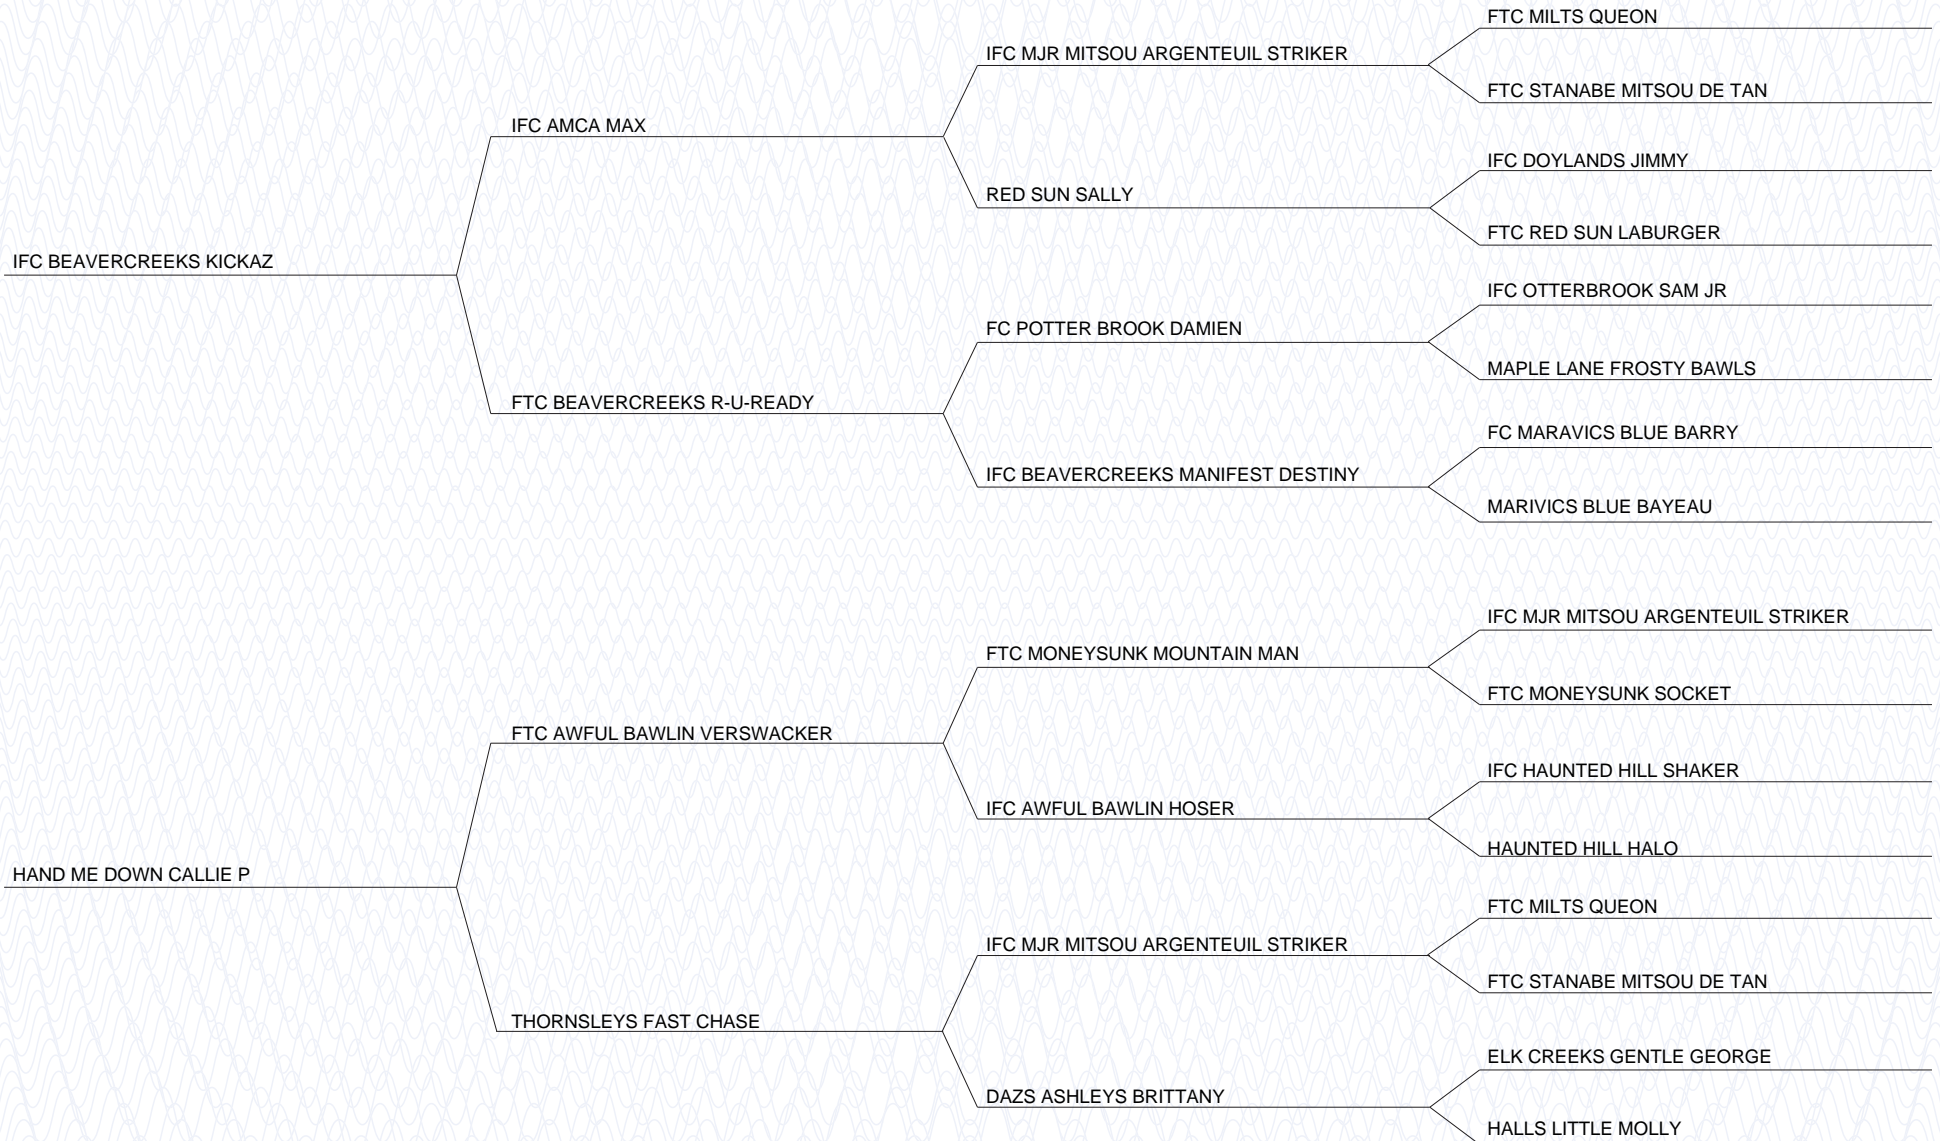 FTC MILTS QUEON
IFC MJR MITSOU ARGENTEUIL STRIKER
FTC STANABE MITSOU DE TAN
IFC AMCA MAX
IFC DOYLANDS JIMMY
RED SUN SALLY
FTC RED SUN LABURGER
IFC BEAVERCREEKS KICKAZ
IFC OTTERBROOK SAM JR
FC POTTER BROOK DAMIEN
MAPLE LANE FROSTY BAWLS
FTC BEAVERCREEKS R-U-READY
FC MARAVICS BLUE BARRY
IFC BEAVERCREEKS MANIFEST DESTINY
MARIVICS BLUE BAYEAU
IFC MJR MITSOU ARGENTEUIL STRIKER
FTC MONEYSUNK MOUNTAIN MAN
FTC MONEYSUNK SOCKET
FTC AWFUL BAWLIN VERSWACKER
IFC HAUNTED HILL SHAKER
IFC AWFUL BAWLIN HOSER
HAUNTED HILL HALO
HAND ME DOWN CALLIE P
FTC MILTS QUEON
IFC MJR MITSOU ARGENTEUIL STRIKER
FTC STANABE MITSOU DE TAN
THORNSLEYS FAST CHASE
ELK CREEKS GENTLE GEORGE
DAZS ASHLEYS BRITTANY
HALLS LITTLE MOLLY